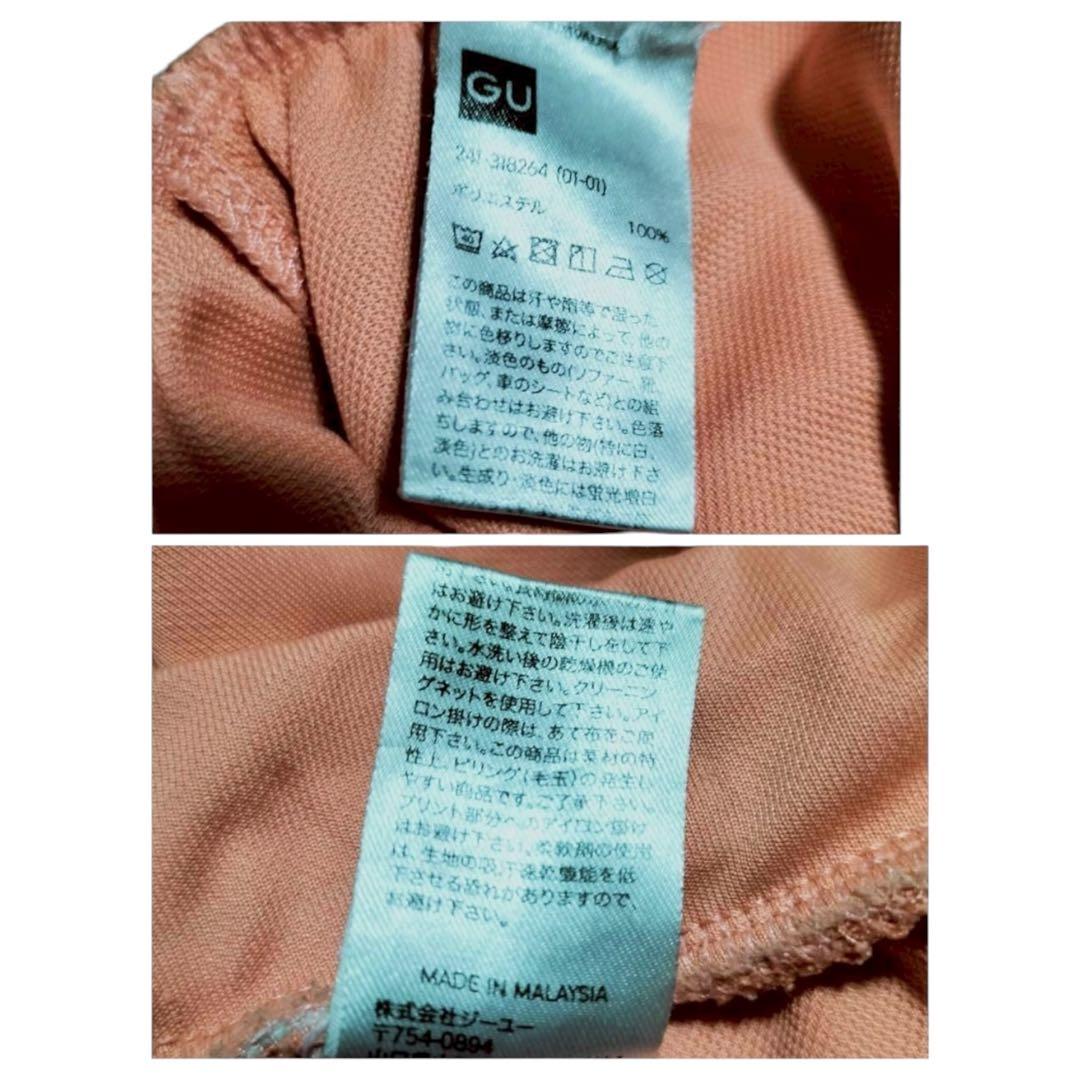 GU
241-318264 (01-01)
ポリエステル
100%
40
この商品は汗や雨等で湿った
状態、または摩擦によって、他の
物に色移りしますのでご注意下
さい。淡色のもの(ソファー、靴、
バッグ、車のシートなど)との組
み合わせはお避け下さい。色落
ちしますので、他の物(特に白、
淡色)とのお洗濯はお避け下さ
い。生成り・淡色には蛍光増白
はお避け下さい。洗濯後は速や
かに形を整えて陰干しをして下
さい。水洗い後の乾燥機のご使
用はお避け下さい。クリーニン
グネットを使用して下さい。アイ
ロン掛けの際は、あて布をご使
用下さい。この商品は素材の特
性上、ピリング(毛玉)の発生し
やすい商品です。ご了承下さい。
プリント部分へのアイロン掛け
はお避け下さい。柔軟剤の使用
は、生地の吸汗速乾機能を低
下させる恐れがありますので、
お避け下さい。
MADE IN MALAYSIA
株式会社ジーユー
〒754-0894